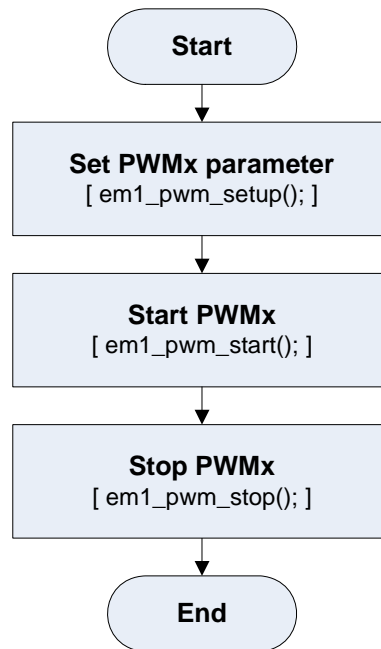 Start
Set PWMx parameter
[ em1_pwm_setup(); ]
Start PWMx
[ em1_pwm_start(); ]
Stop PWMx
[ em1_pwm_stop(); ]
End